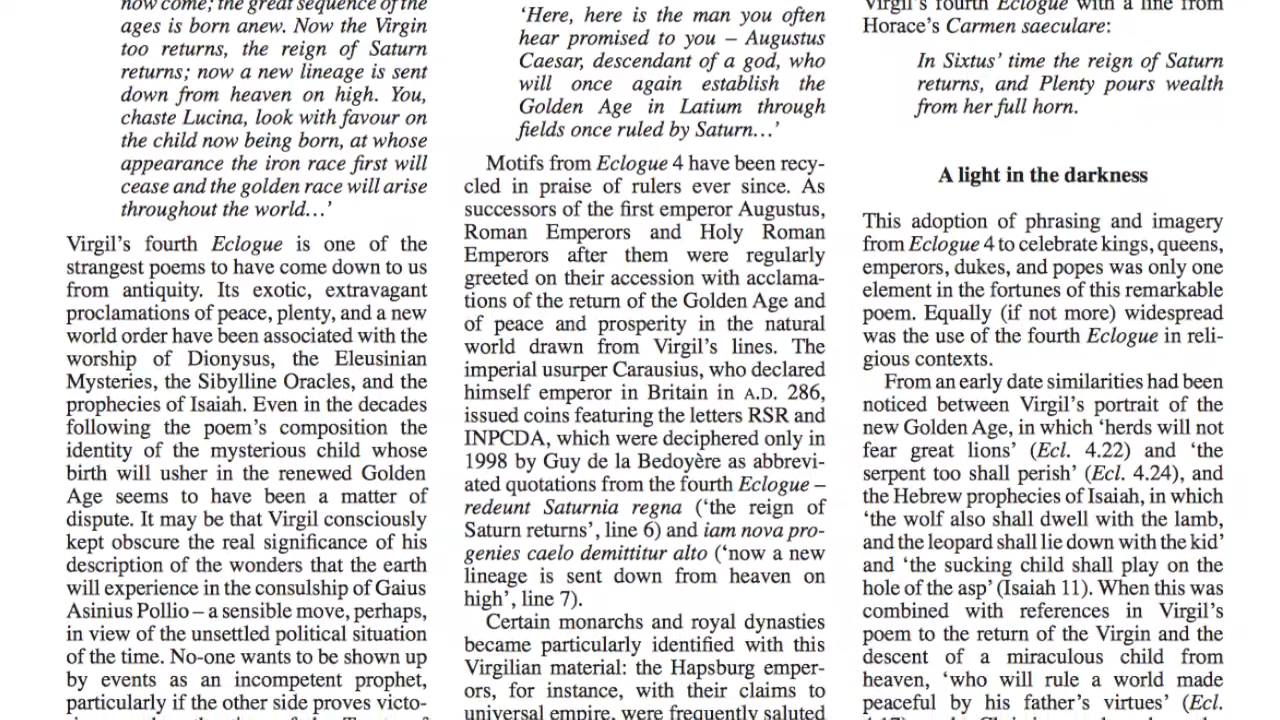 now come; the great sequence of the
ages is born anew. Now the Virgin
too returns, the reign of Saturn
returns; now a new lineage is sent
down from heaven on high. You,
chaste Lucina, look with favour on
the child now being born, at whose
appearance the iron race first will
cease and the golden race will arise
throughout the world…’
Virgil’s fourth Eclogue is one of the
strangest poems to have come down to us
from antiquity. Its exotic, extravagant
proclamations of peace, plenty, and a new
world order have been associated with the
worship of Dionysus, the Eleusinian
Mysteries, the Sibylline Oracles, and the
prophecies of Isaiah. Even in the decades
following the poem’s composition the
identity of the mysterious child whose
birth will usher in the renewed Golden
Age seems to have been a matter of
dispute. It may be that Virgil consciously
kept obscure the real significance of his
description of the wonders that the earth
will experience in the consulship of Gaius
Asinius Pollio – a sensible move, perhaps,
in view of the unsettled political situation
of the time. No-one wants to be shown up
by events as an incompetent prophet,
particularly if the other side proves victo-
‘Here, here is the man you often
hear promised to you – Augustus
Caesar, descendant of a god, who
will once again establish the
Golden Age in Latium through
fields once ruled by Saturn…’
Motifs from Eclogue 4 have been recy-
cled in praise of rulers ever since. As
successors of the first emperor Augustus,
Roman Emperors and Holy Roman
Emperors after them were regularly
greeted on their accession with acclama-
tions of the return of the Golden Age and
of peace and prosperity in the natural
world drawn from Virgil’s lines. The
imperial usurper Carausius, who declared
himself emperor in Britain in A.D. 286,
issued coins featuring the letters RSR and
INPCDA, which were deciphered only in
1998 by Guy de la Bedoyère as abbrevi-
ated quotations from the fourth Eclogue –
redeunt Saturnia regna (‘the reign of
Saturn returns’, line 6) and iam nova pro-
genies caelo demittitur alto (‘now a new
lineage is sent down from heaven on
high’, line 7).
Certain monarchs and royal dynasties
became particularly identified with this
Virgilian material: the Hapsburg emper-
ors, for instance, with their claims to
universal empire, were frequently saluted
Virgil’s fourth Eclogue with a line from
Horace’s Carmen saeculare:
In Sixtus’ time the reign of Saturn
returns, and Plenty pours wealth
from her full horn.
A light in the darkness
This adoption of phrasing and imagery
from Eclogue 4 to celebrate kings, queens,
emperors, dukes, and popes was only one
element in the fortunes of this remarkable
poem. Equally (if not more) widespread
was the use of the fourth Eclogue in reli-
gious contexts.
From an early date similarities had been
noticed between Virgil’s portrait of the
new Golden Age, in which ‘herds will not
fear great lions’ (Ecl. 4.22) and ‘the
serpent too shall perish’ (Ecl. 4.24), and
the Hebrew prophecies of Isaiah, in which
‘the wolf also shall dwell with the lamb,
and the leopard shall lie down with the kid’
and ‘the sucking child shall play on the
hole of the asp’ (Isaiah 11). When this was
combined with references in Virgil’s
poem to the return of the Virgin and the
descent of a miraculous child from
heaven, ‘who will rule a world made
peaceful by his father’s virtues’ (Ecl.